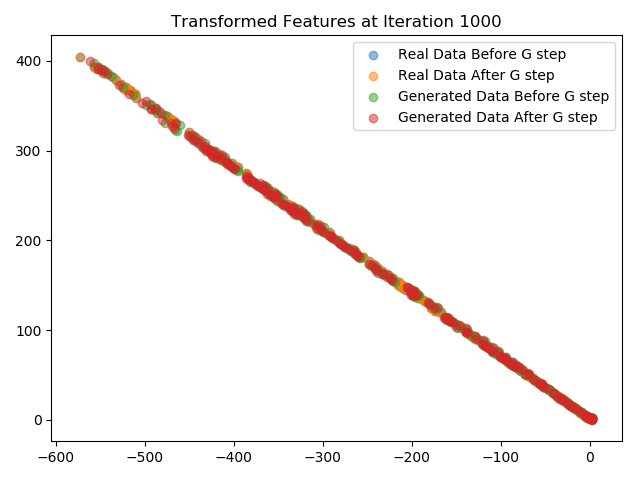 Transformed Features at Iteration 1000
Real Data Before G step
Real Data After G step
Generated Data Before G step
Generated Data After G step
400
300
200
100
0
−600
−500
−400
−300
−200
−100
0